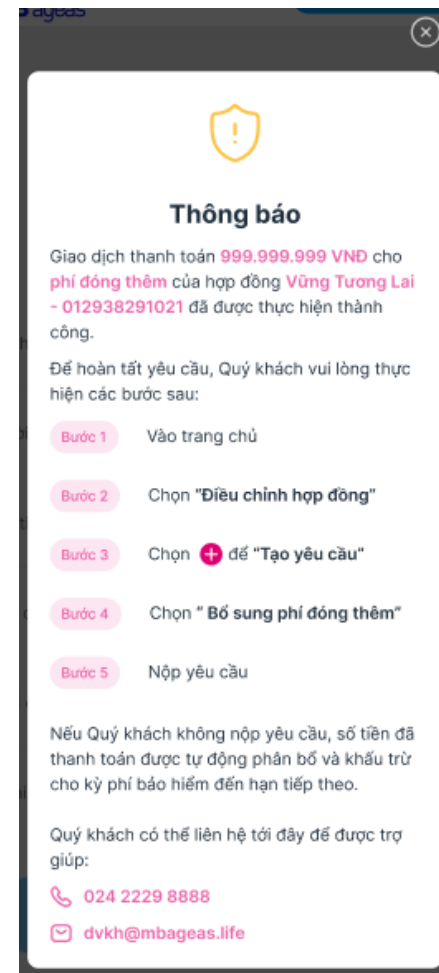 ageas
Thông báo
Giao dịch thanh toán 999.999.999 VNĐ cho
phí đóng thêm của hợp đồng Vững Tương Lai
- 012938291021 đã được thực hiện thành
công.
Để hoàn tất yêu cầu, Quý khách vui lòng thực
hiện các bước sau:
Bước 1 Vào trang chủ
Bước 2 Chọn "Điều chỉnh hợp đồng"
Bước 3 Chọn để "Tạo yêu cầu"
Bước 4 Chọn " Bổ sung phí đóng thêm"
Bước 5 Nộp yêu cầu
Nếu Quý khách không nộp yêu cầu, số tiền đã
thanh toán được tự động phân bổ và khấu trừ
cho kỳ phí bảo hiểm đến hạn tiếp theo.
Quý khách có thể liên hệ tới đây để được trợ
giúp:
024 2229 8888
dvkh@mbageas.life